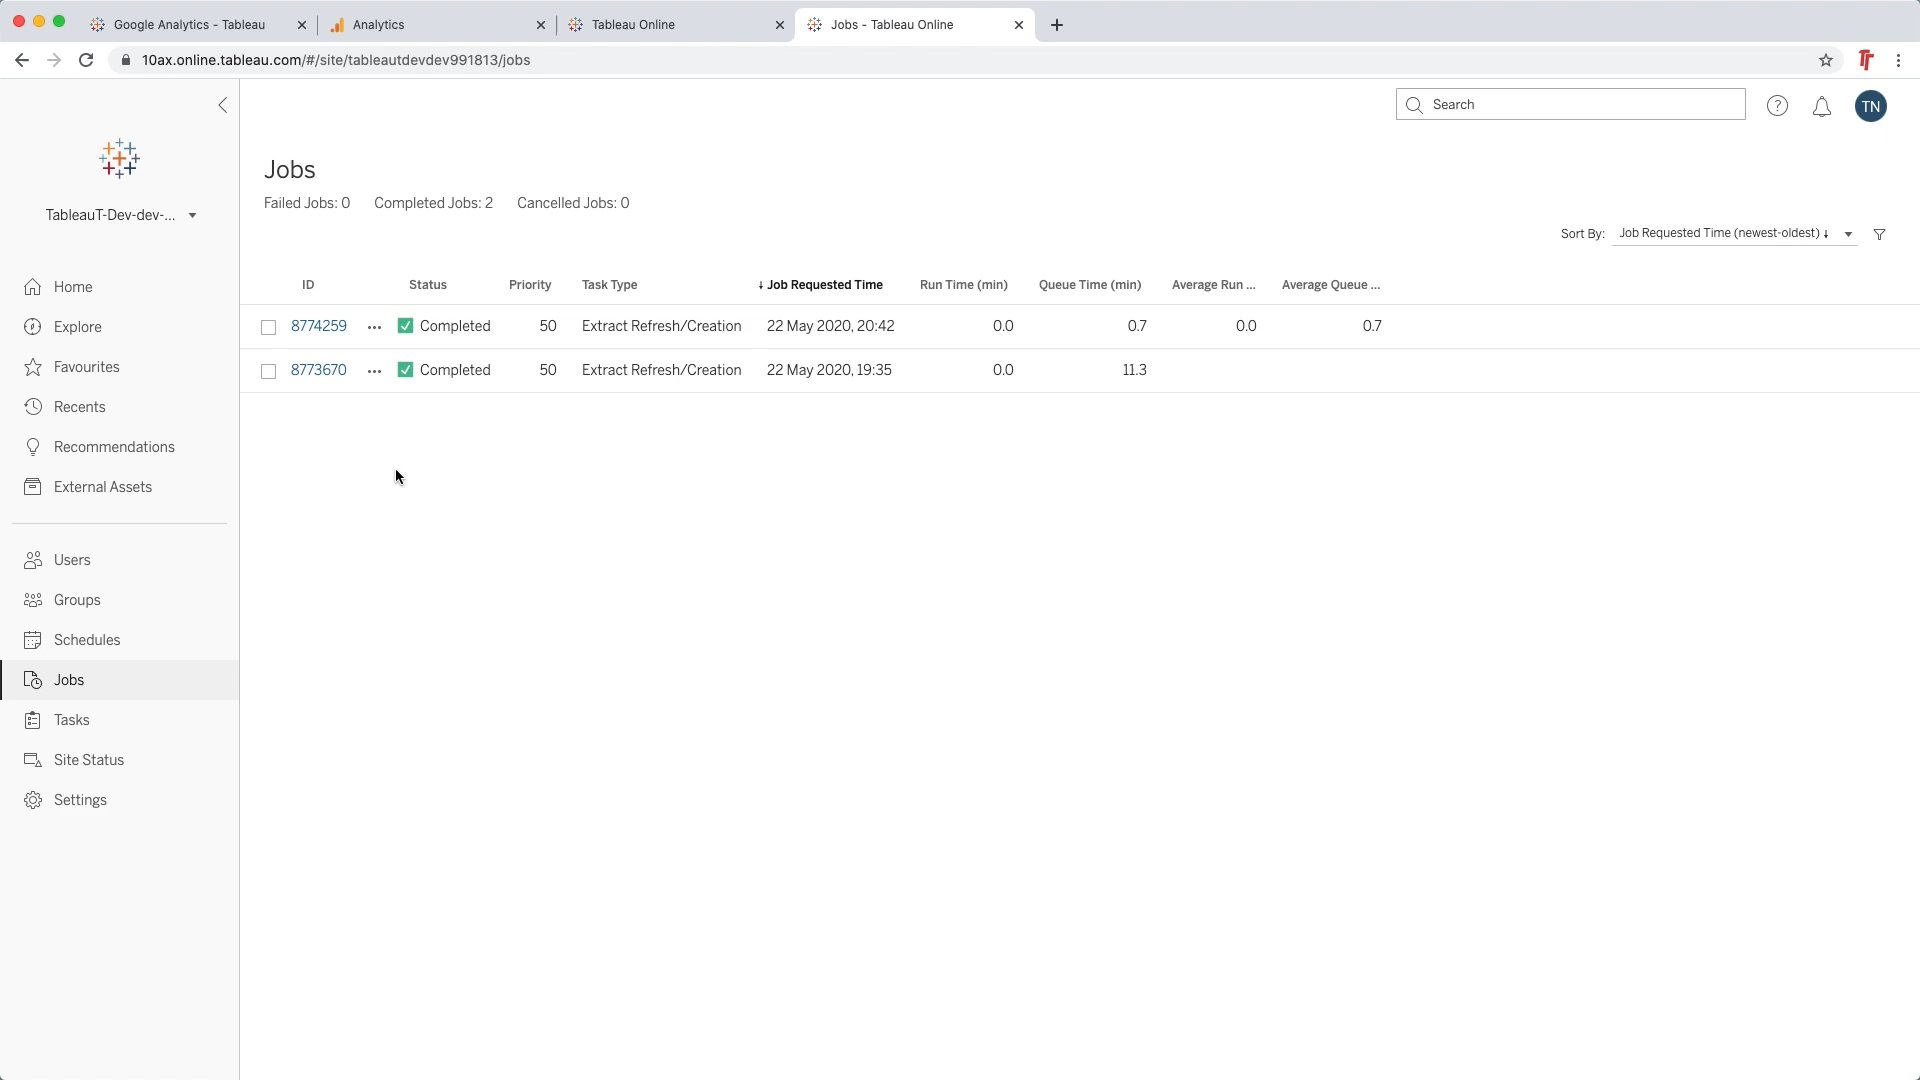 Google Analytics - Tableau
Analytics
Tableau Online
Jobs - Tableau Online
10ax.online.tableau.com/#/site/tableautdevdev991813/jobs
Search
TN
TableauT-Dev-dev-...
Home
Explore
Favourites
Recents
Recommendations
External Assets
Users
Groups
Schedules
Jobs
Tasks
Site Status
Settings
Jobs
Failed Jobs: 0 Completed Jobs: 2 Cancelled Jobs: 0
Sort By: Job Requested Time (newest-oldest) ↓
ID Status Priority Task Type ↓ Job Requested Time Run Time (min) Queue Time (min) Average Run ... Average Queue ...
8774259 ... Completed 50 Extract Refresh/Creation 22 May 2020, 20:42 0.0 0.7 0.0 0.7
8773670 ... Completed 50 Extract Refresh/Creation 22 May 2020, 19:35 0.0 11.3